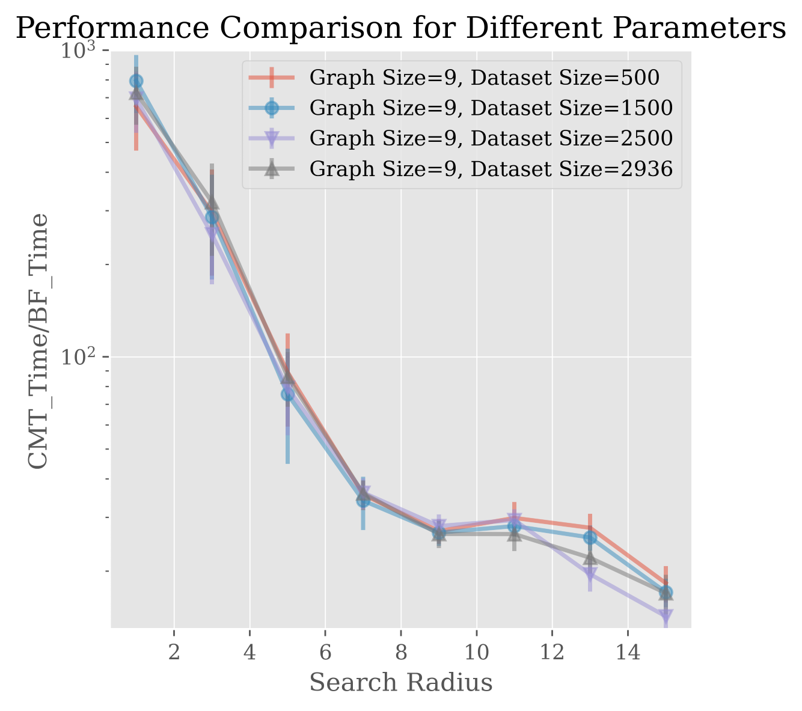 Performance Comparison for Different Parameters
10³
Graph Size=9, Dataset Size=500
Graph Size=9, Dataset Size=1500
Graph Size=9, Dataset Size=2500
Graph Size=9, Dataset Size=2936
CMT_Time/BF_Time
10²
2 4 6 8 10 12 14
Search Radius